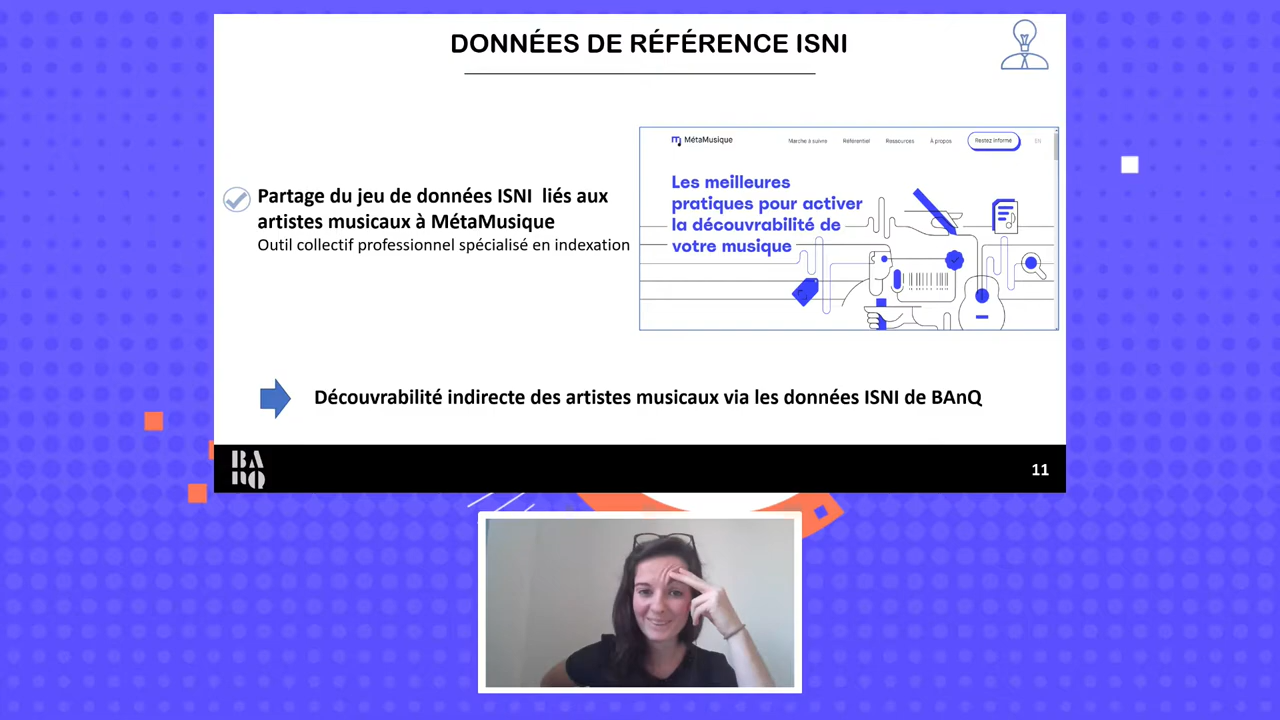 DONNÉES DE RÉFÉRENCE ISNI
MétaMusique
Marche à suivre
Référentiel
Ressources
À propos
Restez informé
EN
Les meilleures
pratiques pour activer
la découvrabilité de
votre musique
Partage du jeu de données ISNI liés aux
artistes musicaux à MétaMusique
Outil collectif professionnel spécialisé en indexation
Découvrabilité indirecte des artistes musicaux via les données ISNI de BAnQ
BA
NQ
11